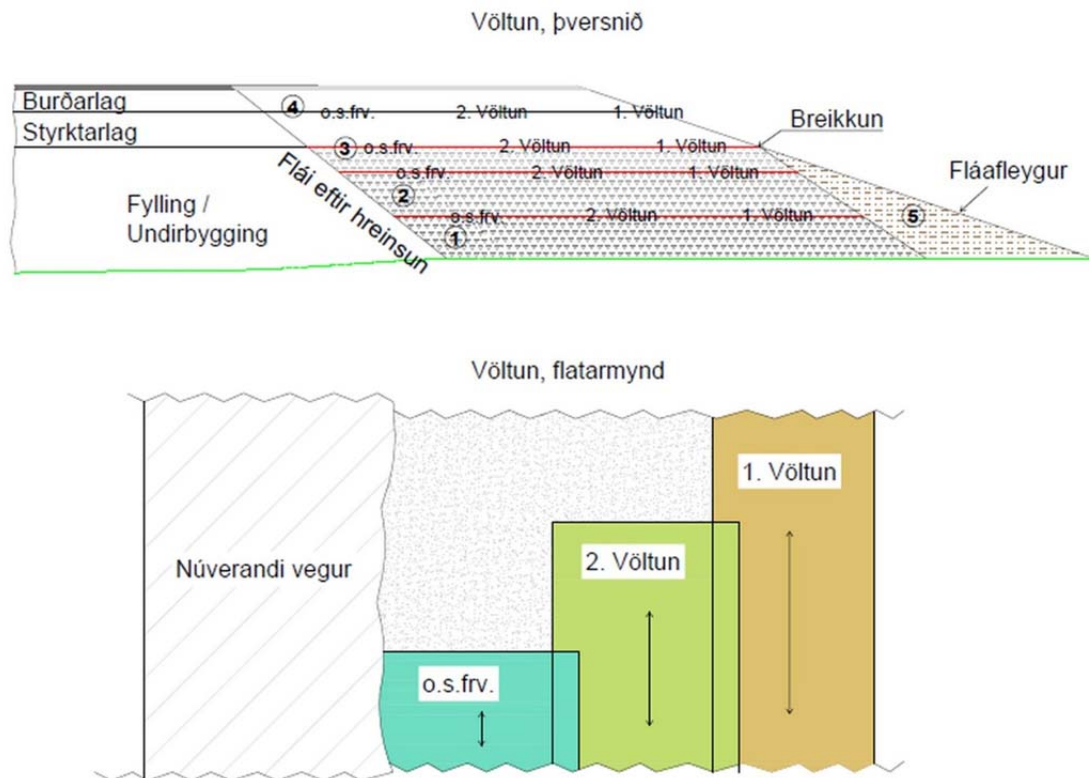 Völtun, þversnið
Burðarlag
④ o.s.frv. 2. Völtun 1. Völtun
Breikkun
Styrktarlag
③ o.s.frv. 2. Völtun 1. Völtun
Fláafleygur
o.s.frv. 2. Völtun 1. Völtun
Flái eftir hreinsun
②
Fylling /
Undirbygging
o.s.frv. 2. Völtun 1. Völtun
⑤
①
Völtun, flatarmynd
1. Völtun
2. Völtun
Núverandi vegur
o.s.frv.